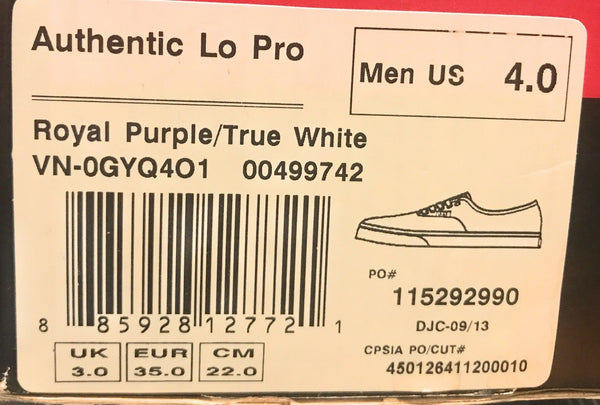 Authentic Lo Pro
Men US 4.0
Royal Purple/True White
VN-0GYQ4O1 00499742
PO#
115292990
8 85928 12772 1
DJC-09/13
UK EUR CM
3.0 35.0 22.0
CPSIA PO/CUT#
450126411200010